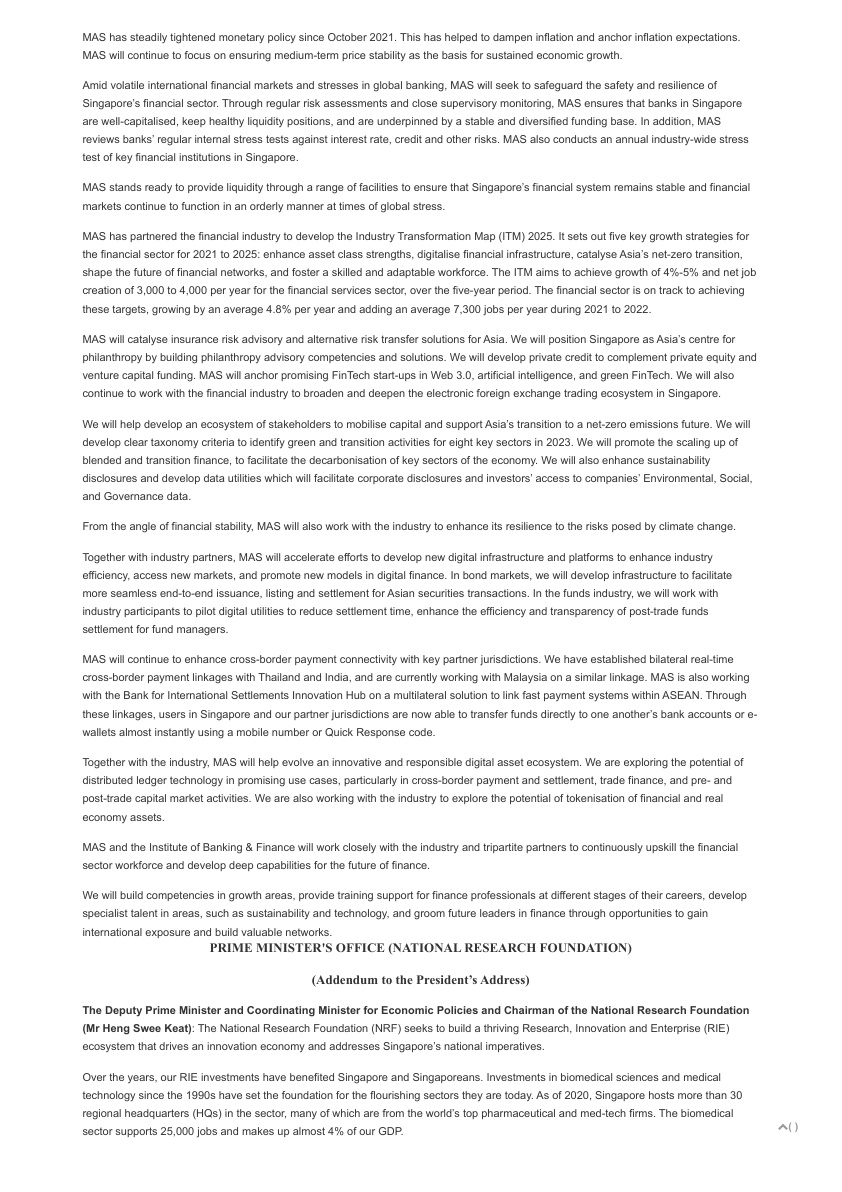 MAS has steadily tightened monetary policy since October 2021. This has helped to dampen inflation and anchor inflation expectations.
MAS will continue to focus on ensuring medium-term price stability as the basis for sustained economic growth.
Amid volatile international financial markets and stresses in global banking, MAS will seek to safeguard the safety and resilience of
Singapore's financial sector. Through regular risk assessments and close supervisory monitoring, MAS ensures that banks in Singapore
are well-capitalised, keep healthy liquidity positions, and are underpinned by a stable and diversified funding base. In addition, MAS
reviews banks' regular internal stress tests against interest rate, credit and other risks. MAS also conducts an annual industry-wide stress
test of key financial institutions in Singapore.
MAS stands ready to provide liquidity through a range of facilities to ensure that Singapore's financial system remains stable and financial
markets continue to function in an orderly manner at times of global stress.
MAS has partnered the financial industry to develop the Industry Transformation Map (ITM) 2025. It sets out five key growth strategies for
the financial sector for 2021 to 2025: enhance asset class strengths, digitalise financial infrastructure, catalyse Asia's net-zero transition,
shape the future of financial networks, and foster a skilled and adaptable workforce. The ITM aims to achieve growth of 4%-5% and net job
creation of 3,000 to 4,000 per year for the financial services sector, over the five-year period. The financial sector is on track to achieving
these targets, growing by an average 4.8% per year and adding an average 7,300 jobs per year during 2021 to 2022.
MAS will catalyse insurance risk advisory and alternative risk transfer solutions for Asia. We will position Singapore as Asia's centre for
philanthropy by building philanthropy advisory competencies and solutions. We will develop private credit to complement private equity and
venture capital funding. MAS will anchor promising FinTech start-ups in Web 3.0, artificial intelligence, and green FinTech. We will also
continue to work with the financial industry to broaden and deepen the electronic foreign exchange trading ecosystem in Singapore.
We will help develop an ecosystem of stakeholders to mobilise capital and support Asia's transition to a net-zero emissions future. We will
develop clear taxonomy criteria to identify green and transition activities for eight key sectors in 2023. We will promote the scaling up of
blended and transition finance, to facilitate the decarbonisation of key sectors of the economy. We will also enhance sustainability
disclosures and develop data utilities which will facilitate corporate disclosures and investors' access to companies' Environmental, Social,
and Governance data.
From the angle of financial stability, MAS will also work with the industry to enhance its resilience to the risks posed by climate change.
Together with industry partners, MAS will accelerate efforts to develop new digital infrastructure and platforms to enhance industry
efficiency, access new markets, and promote new models in digital finance. In bond markets, we will develop infrastructure to facilitate
more seamless end-to-end issuance, listing and settlement for Asian securities transactions. In the funds industry, we will work with
industry participants to pilot digital utilities to reduce settlement time, enhance the efficiency and transparency of post-trade funds
settlement for fund managers.
MAS will continue to enhance cross-border payment connectivity with key partner jurisdictions. We have established bilateral real-time
cross-border payment linkages with Thailand and India, and are currently working with Malaysia on a similar linkage. MAS is also working
with the Bank for International Settlements Innovation Hub on a multilateral solution to link fast payment systems within ASEAN. Through
these linkages, users in Singapore and our partner jurisdictions are now able to transfer funds directly to one another's bank accounts or e-
wallets almost instantly using a mobile number or Quick Response code.
Together with the industry, MAS will help evolve an innovative and responsible digital asset ecosystem. We are exploring the potential of
distributed ledger technology in promising use cases, particularly in cross-border payment and settlement, trade finance, and pre- and
post-trade capital market activities. We are also working with the industry to explore the potential of tokenisation of financial and real
economy assets.
MAS and the Institute of Banking & Finance will work closely with the industry and tripartite partners to continuously upskill the financial
sector workforce and develop deep capabilities for the future of finance.
We will build competencies in growth areas, provide training support for finance professionals at different stages of their careers, develop
specialist talent in areas, such as sustainability and technology, and groom future leaders in finance through opportunities to gain
international exposure and build valuable networks.
PRIME MINISTER'S OFFICE (NATIONAL RESEARCH FOUNDATION)
(Addendum to the President's Address)
The Deputy Prime Minister and Coordinating Minister for Economic Policies and Chairman of the National Research Foundation
(Mr Heng Swee Keat): The National Research Foundation (NRF) seeks to build a thriving Research, Innovation and Enterprise (RIE)
ecosystem that drives an innovation economy and addresses Singapore's national imperatives.
Over the years, our RIE investments have benefited Singapore and Singaporeans. Investments in biomedical sciences and medical
technology since the 1990s have set the foundation for the flourishing sectors they are today. As of 2020, Singapore hosts more than 30
regional headquarters (HQs) in the sector, many of which are from the world's top pharmaceutical and med-tech firms. The biomedical
sector supports 25,000 jobs and makes up almost 4% of our GDP.
( )